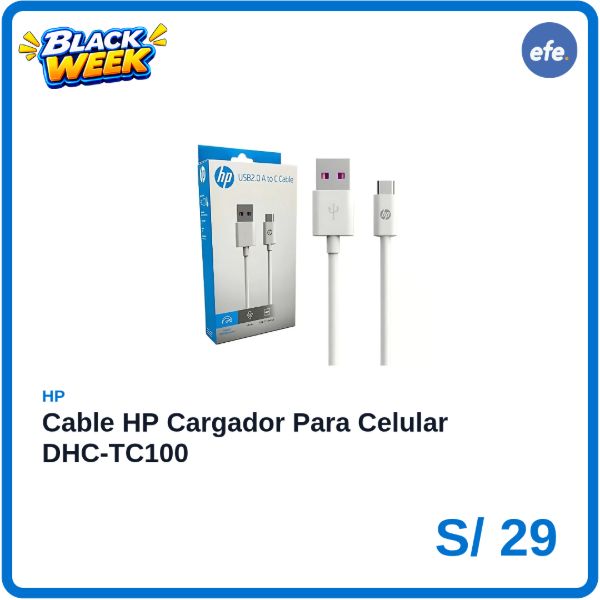 BLACK
WEEK
efe.
hp
USB2.0 A to C Cable
hp
HP
Cable HP Cargador Para Celular
DHC-TC100
S/ 29